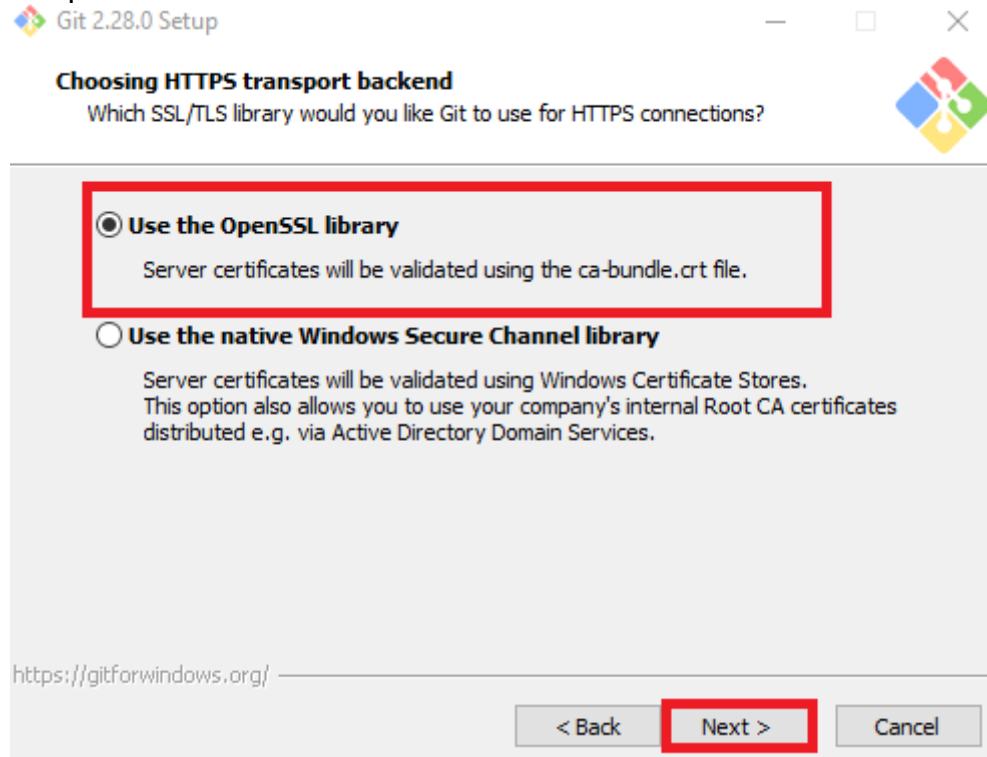 Git 2.28.0 Setup
Choosing HTTPS transport backend
Which SSL/TLS library would you like Git to use for HTTPS connections?
Use the OpenSSL library
Server certificates will be validated using the ca-bundle.crt file.
Use the native Windows Secure Channel library
Server certificates will be validated using Windows Certificate Stores.
This option also allows you to use your company's internal Root CA certificates
distributed e.g. via Active Directory Domain Services.
https://gitforwindows.org/
< Back Next > Cancel